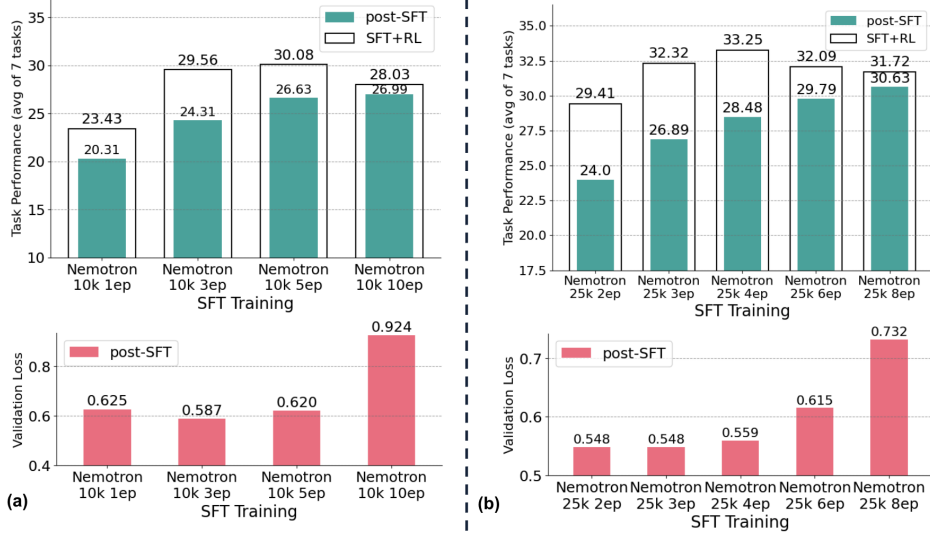 Task Performance (avg of 7 tasks)
35
30
25
20
15
10
post-SFT
SFT+RL
23.43
20.31
29.56
24.31
30.08
26.63
28.03
26.99
Nemotron
10k 1ep
Nemotron
10k 3ep
Nemotron
10k 5ep
Nemotron
10k 10ep
SFT Training
Validation Loss
0.8
0.6
0.4
post-SFT
0.625
0.587
0.620
0.924
Nemotron
10k 1ep
Nemotron
10k 3ep
Nemotron
10k 5ep
Nemotron
10k 10ep
SFT Training
(a)
Task Performance (avg of 7 tasks)
35.0
32.5
30.0
27.5
25.0
22.5
20.0
17.5
post-SFT
SFT+RL
29.41
24.0
32.32
26.89
33.25
28.48
32.09
29.79
31.72
30.63
Nemotron
25k 2ep
Nemotron
25k 3ep
Nemotron
25k 4ep
Nemotron
25k 6ep
Nemotron
25k 8ep
SFT Training
Validation Loss
0.7
0.6
0.5
post-SFT
0.548
0.548
0.559
0.615
0.732
Nemotron
25k 2ep
Nemotron
25k 3ep
Nemotron
25k 4ep
Nemotron
25k 6ep
Nemotron
25k 8ep
SFT Training
(b)